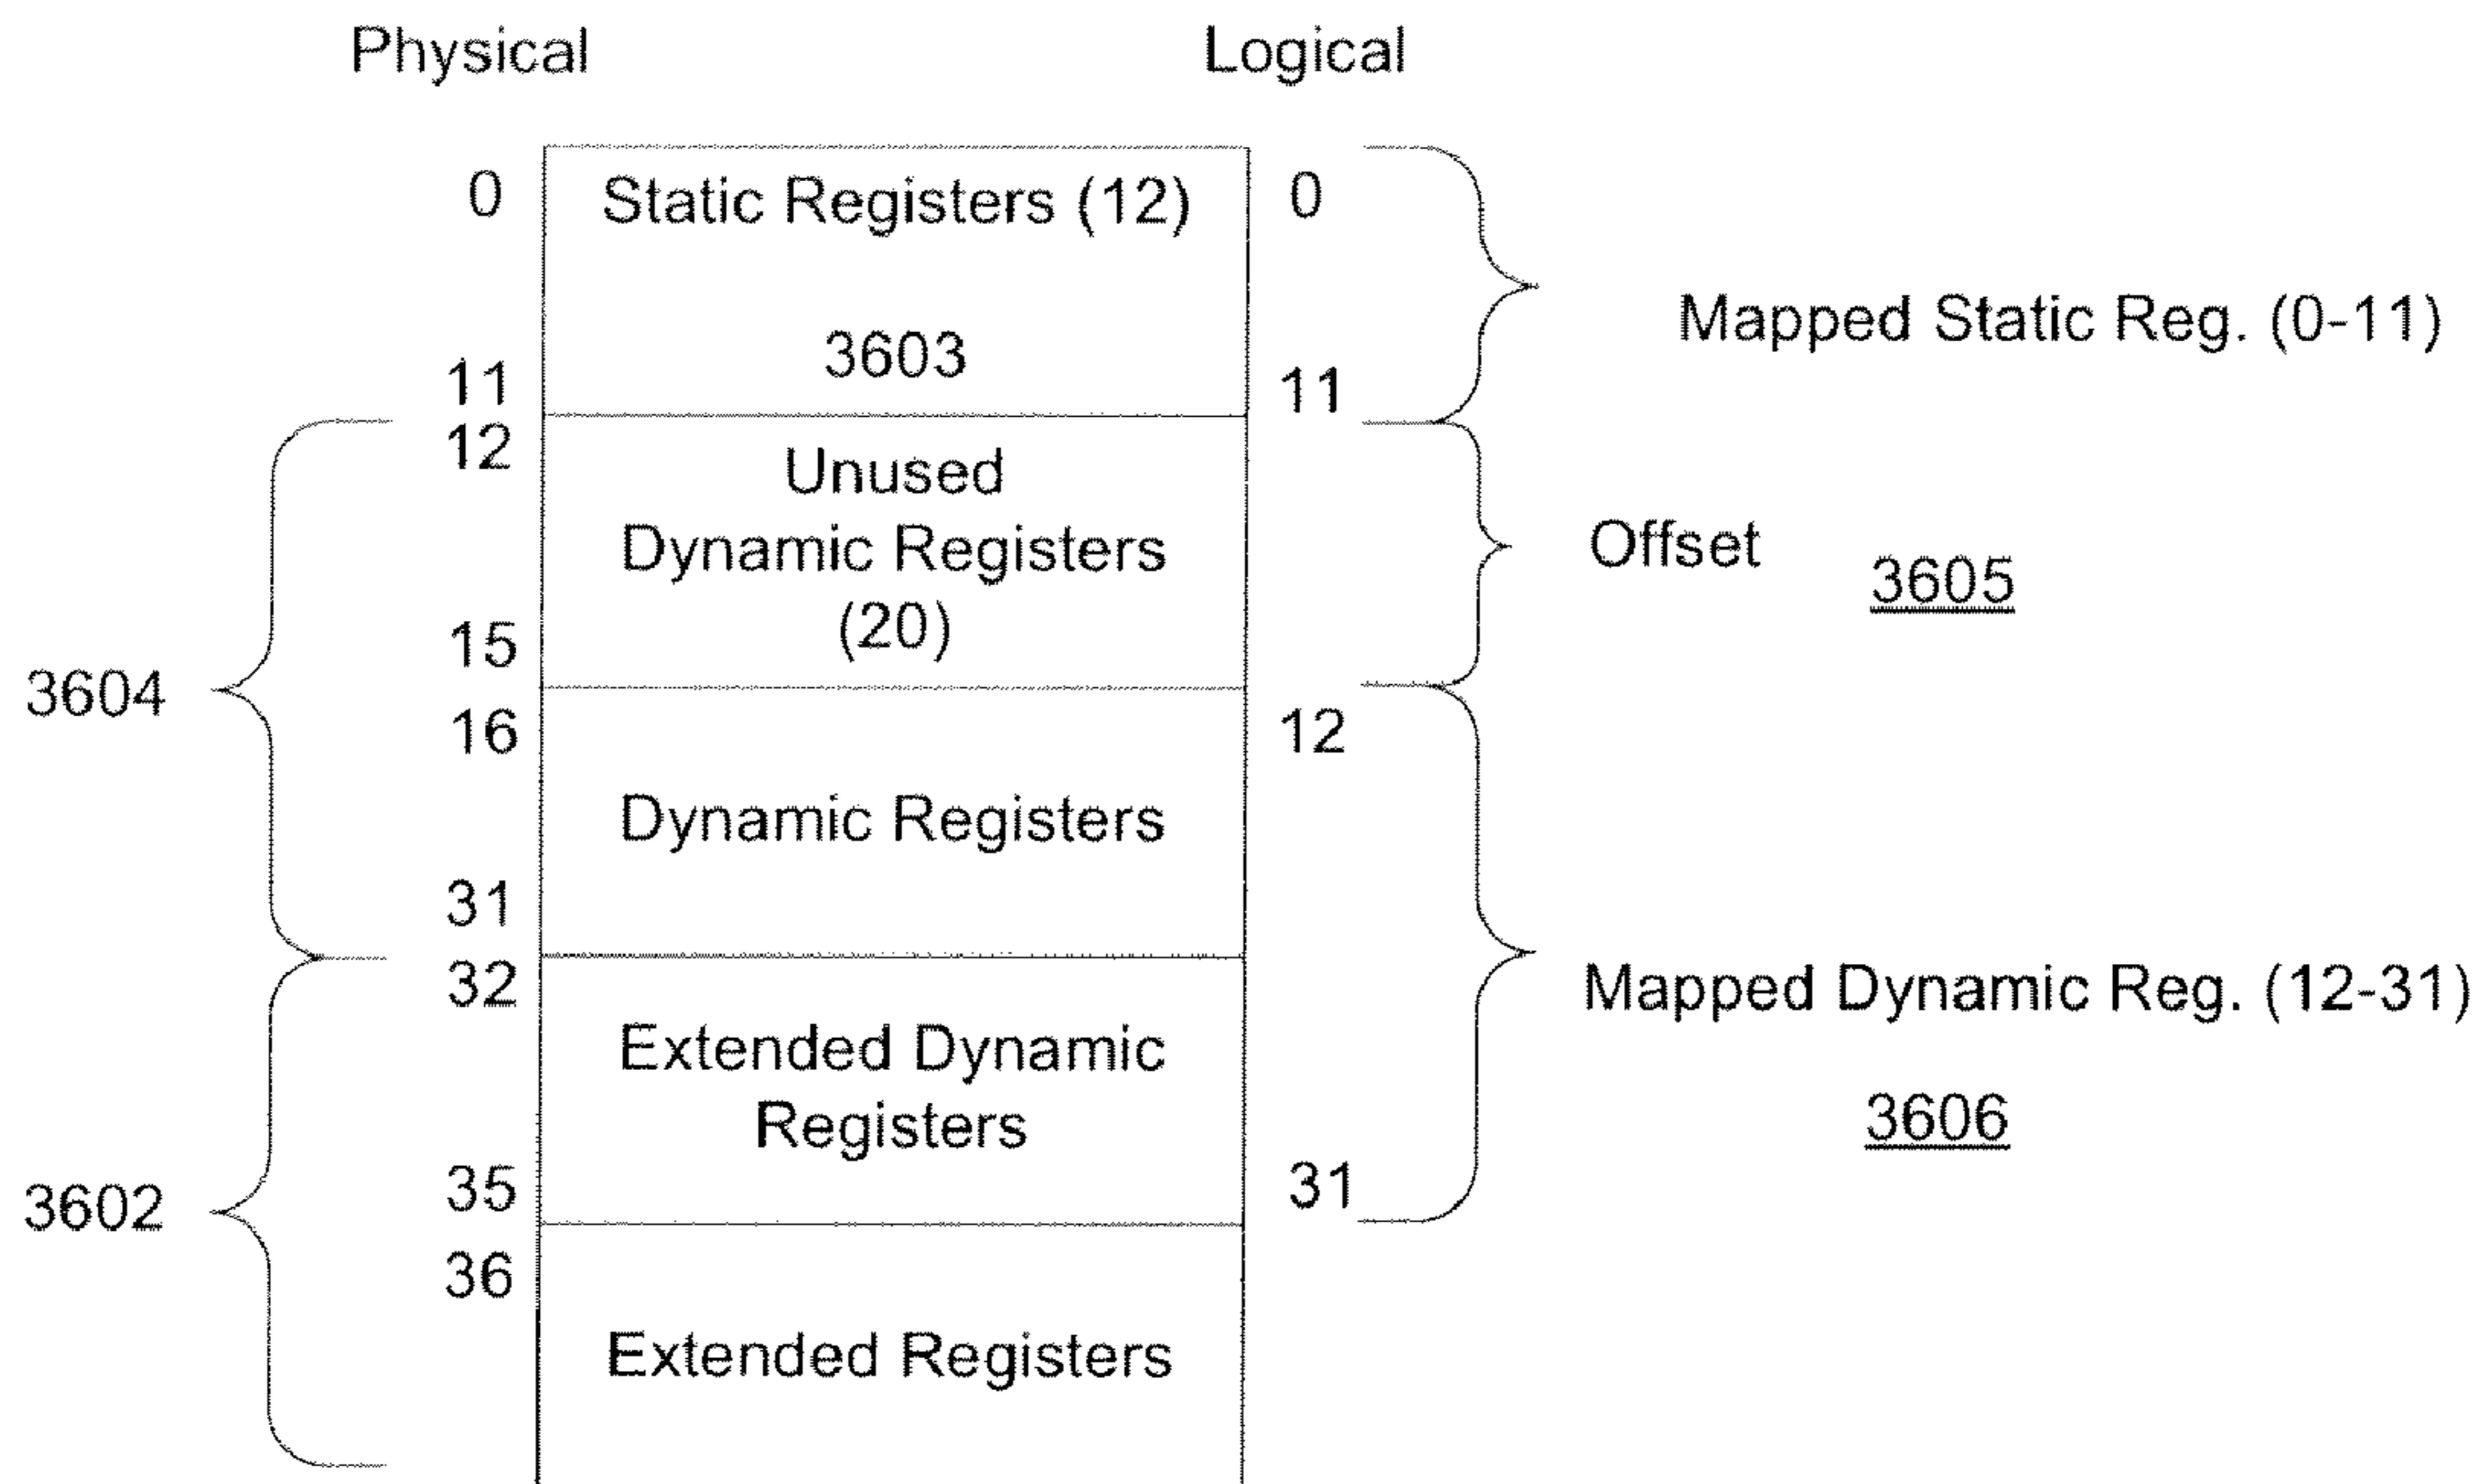 Physical Logical
0 Static Registers (12) 0
Mapped Static Reg. (0-11)
3603
11 11
12
Unused
Dynamic Registers
(20)
Offset 3605
15
3604
16 12
Dynamic Registers
31
32
Mapped Dynamic Reg. (12-31)
Extended Dynamic
Registers
3606
35 31
3602
36
Extended Registers